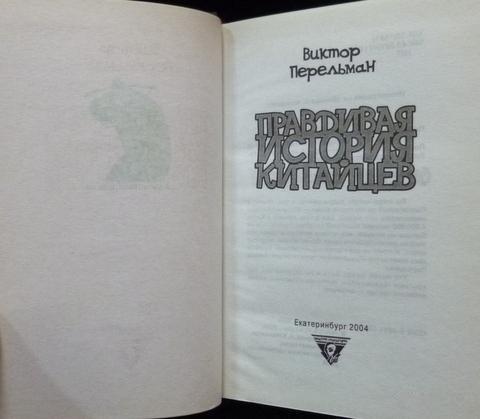 Виктор
Перельман
ПРАВДИВАЯ
ИСТОРИЯ
КИТАЙЦЕВ
Екатеринбург 2004